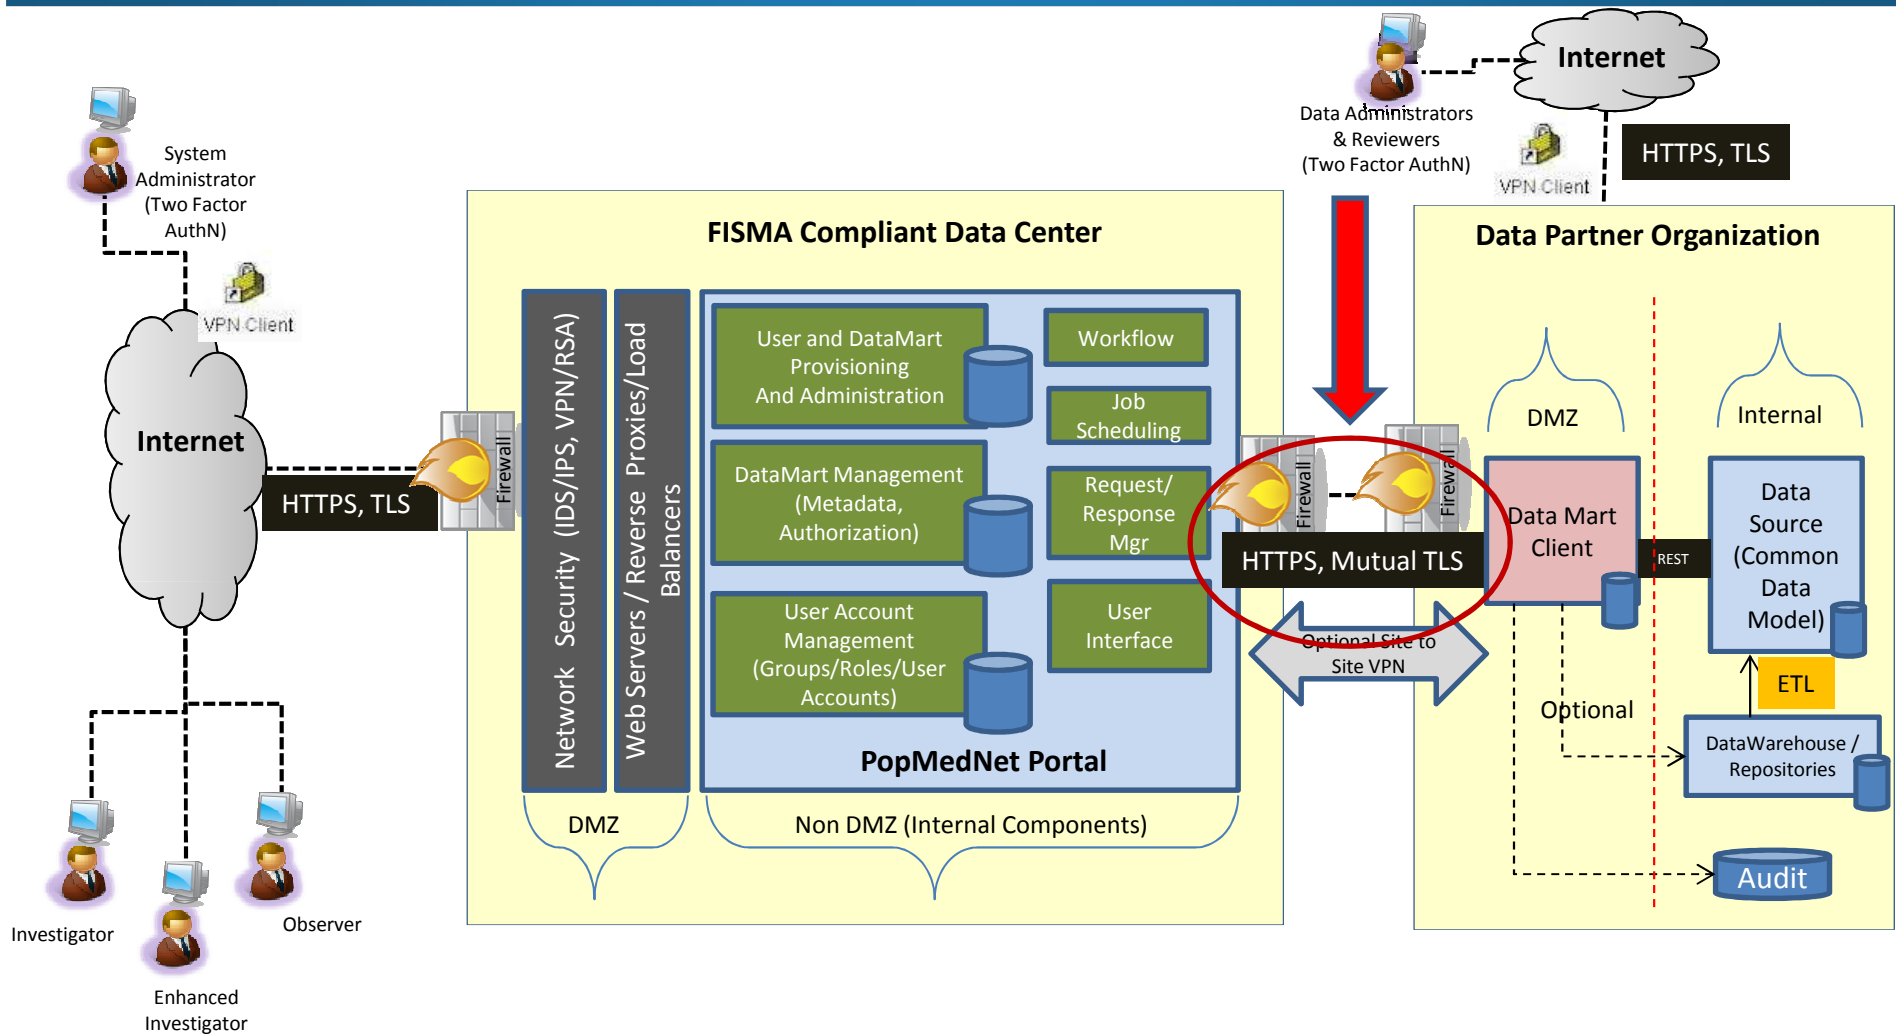 System
Administrator
(Two Factor
AuthN)
VPN Client
Internet
HTTPS, TLS
Firewall
Investigator
Enhanced
Investigator
Observer
FISMA Compliant Data Center
Network Security (IDS/IPS, VPN/RSA)
Web Servers / Reverse Proxies/Load
Balancers
User and DataMart
Provisioning
And Administration
DataMart Management
(Metadata,
Authorization)
User Account
Management
(Groups/Roles/User
Accounts)
Workflow
Job
Scheduling
Request/
Response
Mgr
User
Interface
PopMedNet Portal
DMZ
Non DMZ (Internal Components)
Data Administrators
& Reviewers
(Two Factor AuthN)
Internet
VPN Client
HTTPS, TLS
Firewall
Firewall
HTTPS, Mutual TLS
Optional Site to
Site VPN
Data Partner Organization
DMZ
Internal
Data Mart
Client
REST
Data
Source
(Common
Data
Model)
ETL
Optional
DataWarehouse /
Repositories
Audit